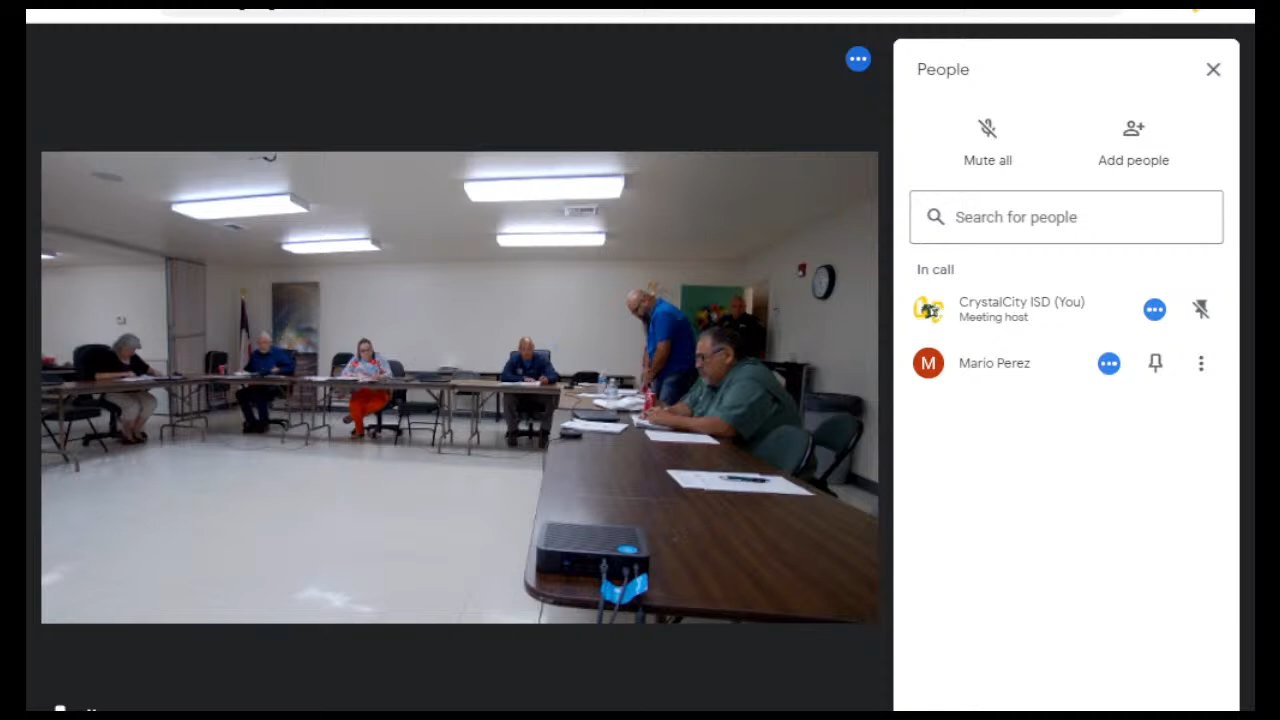 People
Mute all
Add people
Search for people
In call
CrystalCity ISD (You)
Meeting host
M
Mario Perez